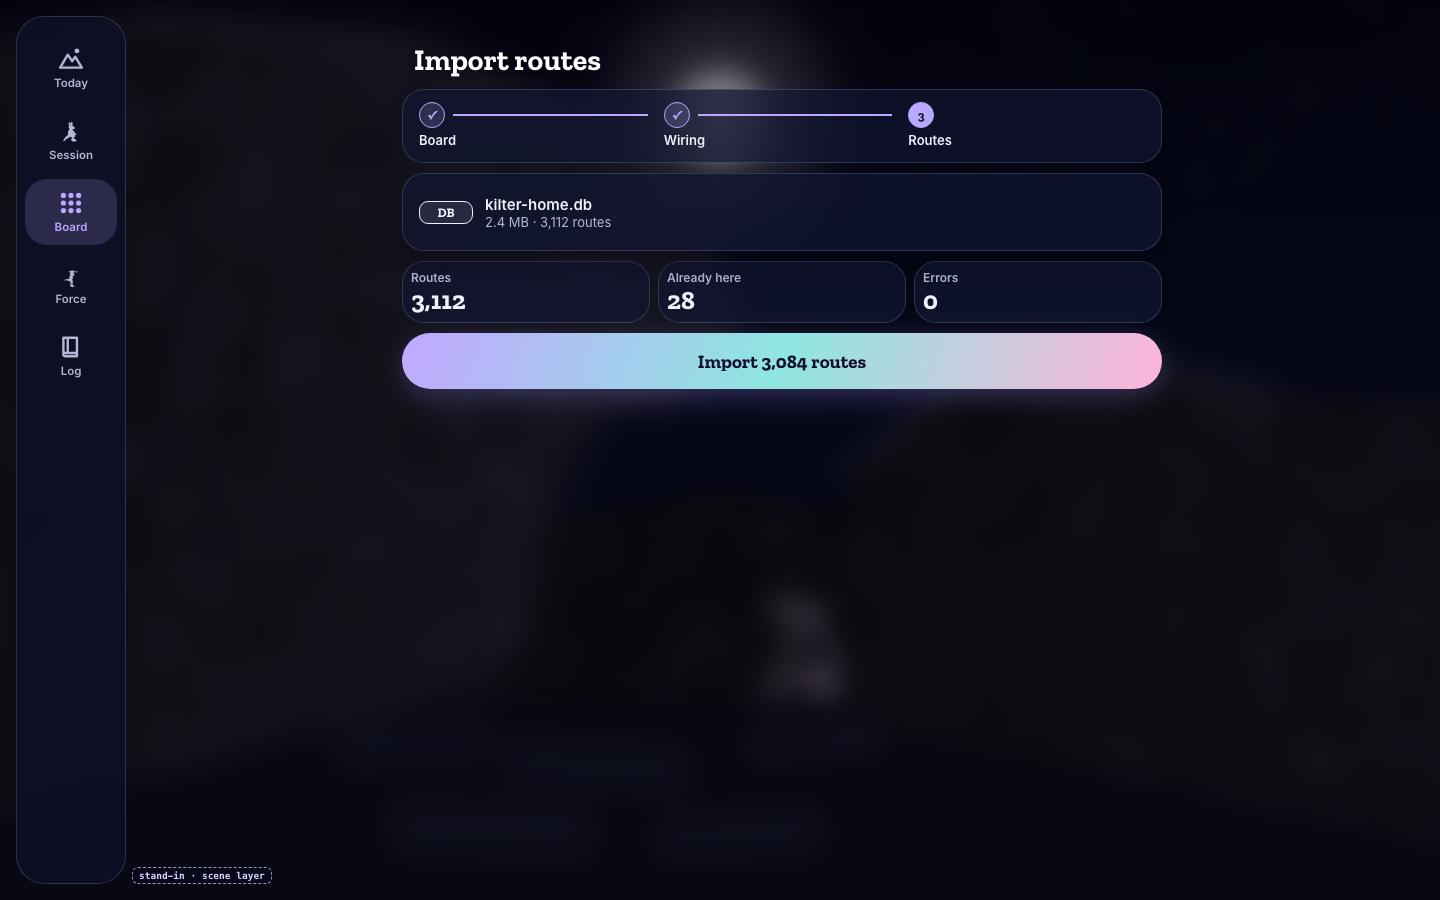 Import routes
Today
Session
Board
Force
Log
✓
Board
✓
Wiring
3
Routes
DB
kilter-home.db
2.4 MB · 3,112 routes
Routes
3,112
Already here
28
Errors
0
Import 3,084 routes
stand-in · scene layer